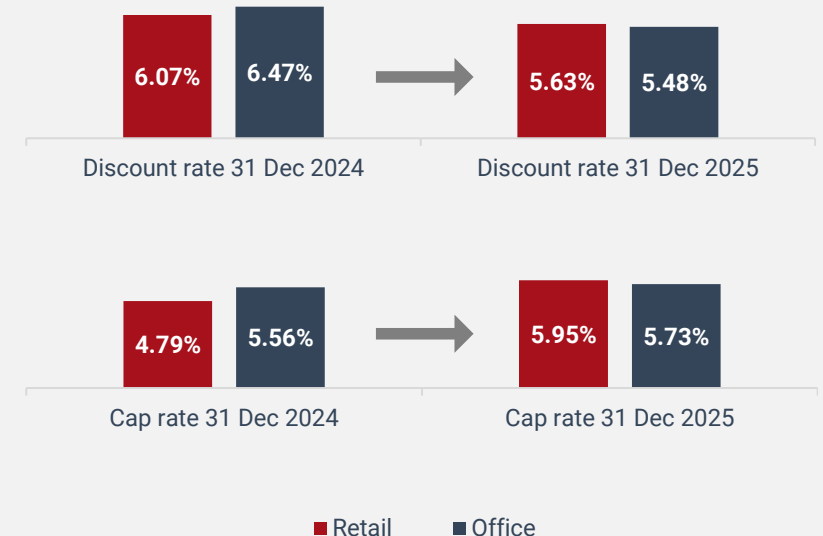 6.07% 6.47% 5.63% 5.48%
Discount rate 31 Dec 2024 Discount rate 31 Dec 2025
4.79% 5.56% 5.95% 5.73%
Cap rate 31 Dec 2024 Cap rate 31 Dec 2025
Retail Office